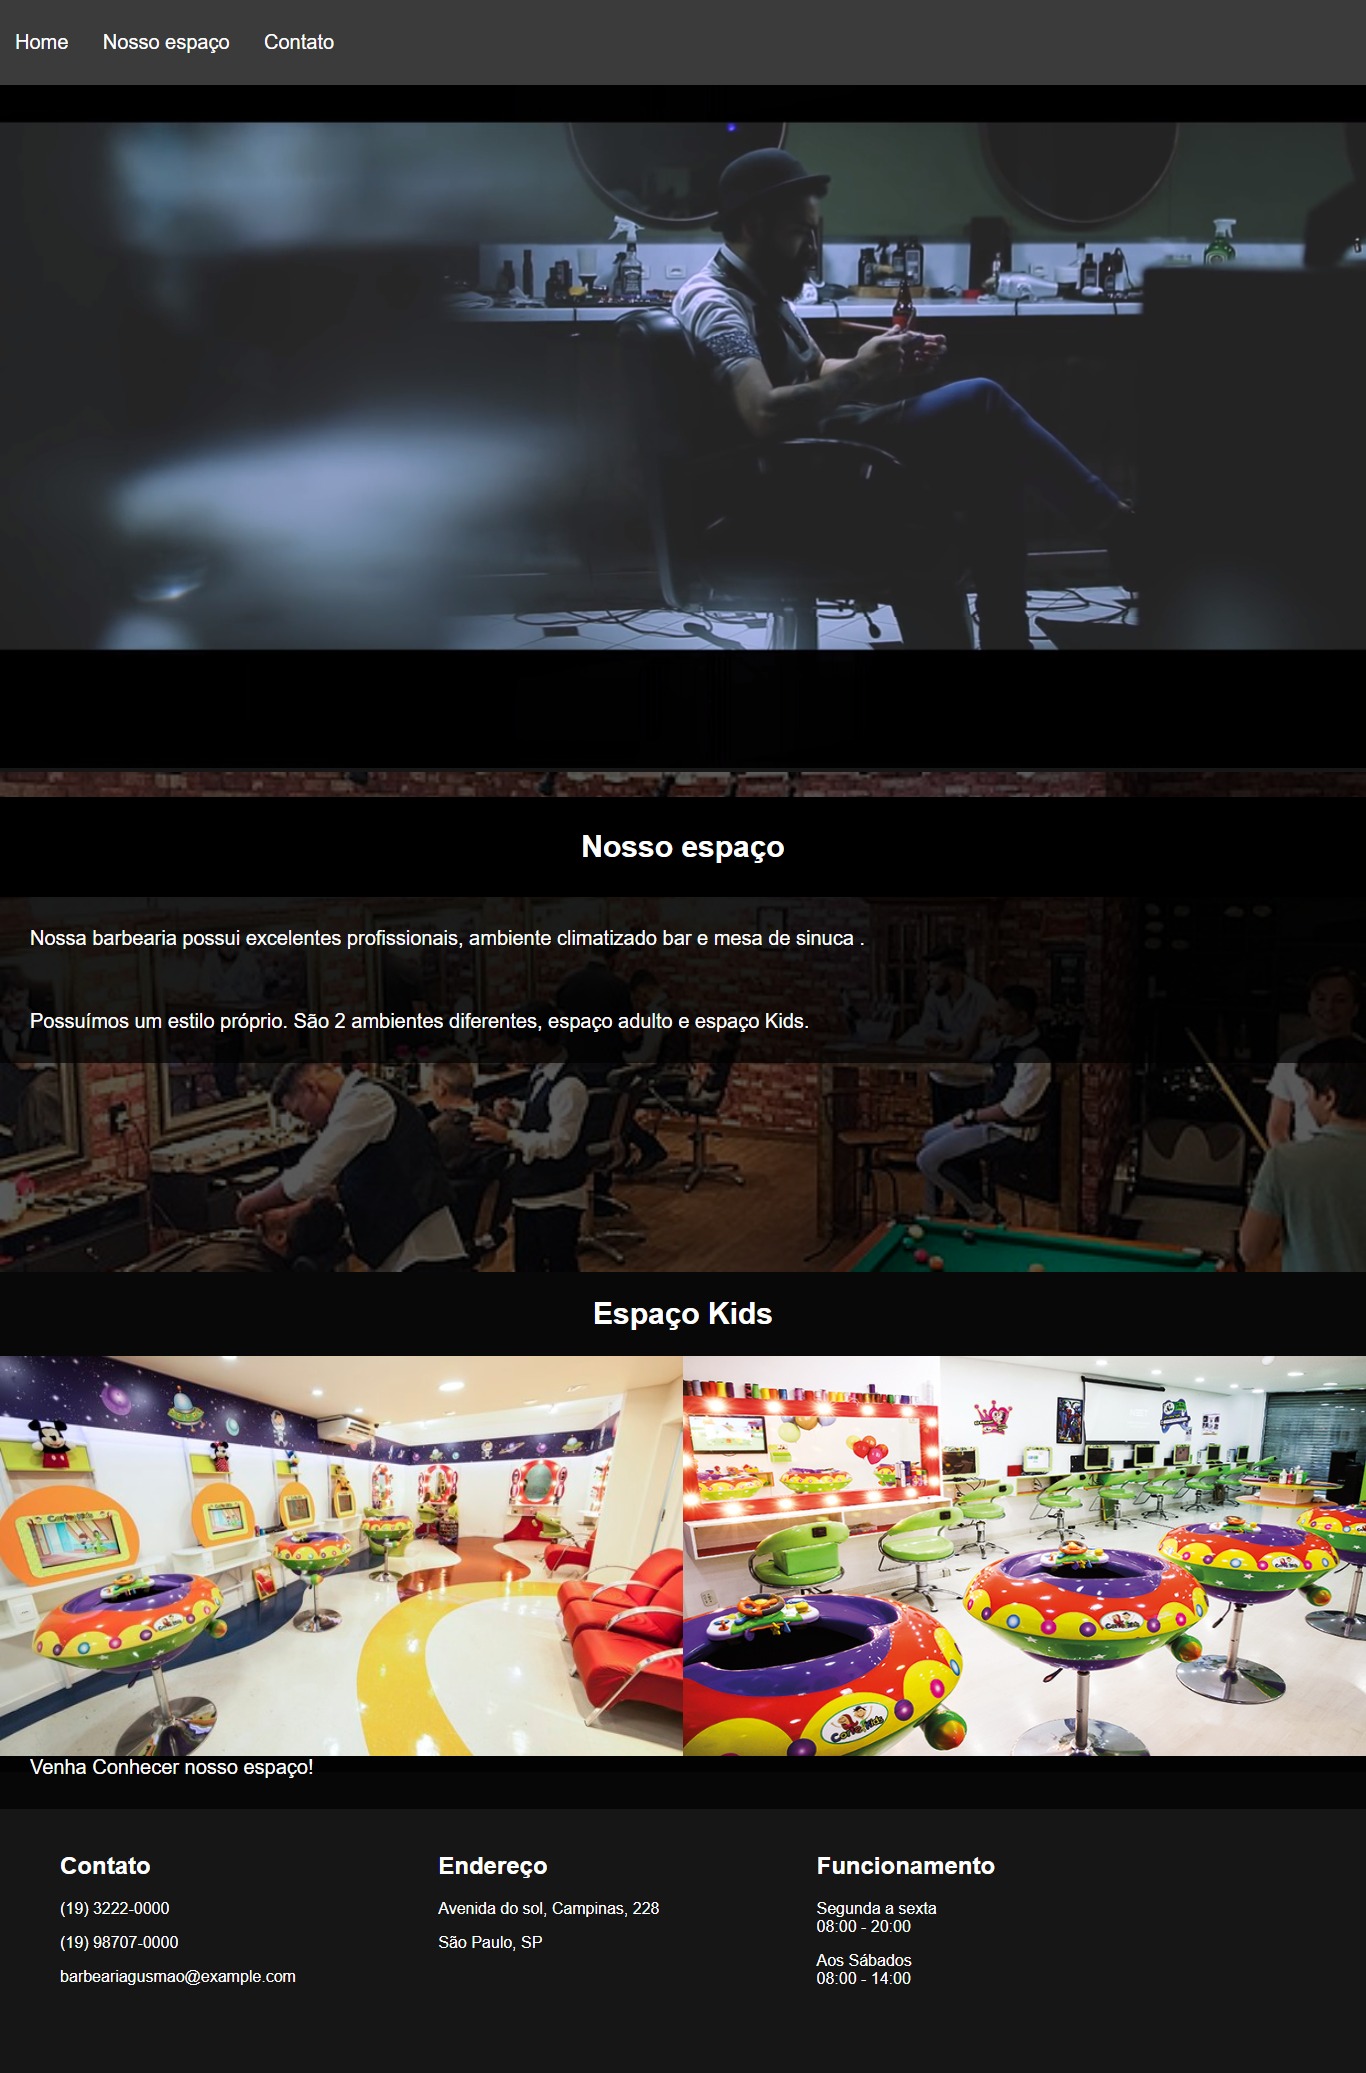 Home Nosso espaço Contato
Nosso espaço
Nossa barbearia possui excelentes profissionais, ambiente climatizado bar e mesa de sinuca .
Possuímos um estilo próprio. São 2 ambientes diferentes, espaço adulto e espaço Kids.
Espaço Kids
Venha Conhecer nosso espaço!
Contato
(19) 3222-0000
(19) 98707-0000
barbeariagusmao@example.com
Endereço
Avenida do sol, Campinas, 228
São Paulo, SP
Funcionamento
Segunda a sexta
08:00 - 20:00
Aos Sábados
08:00 - 14:00